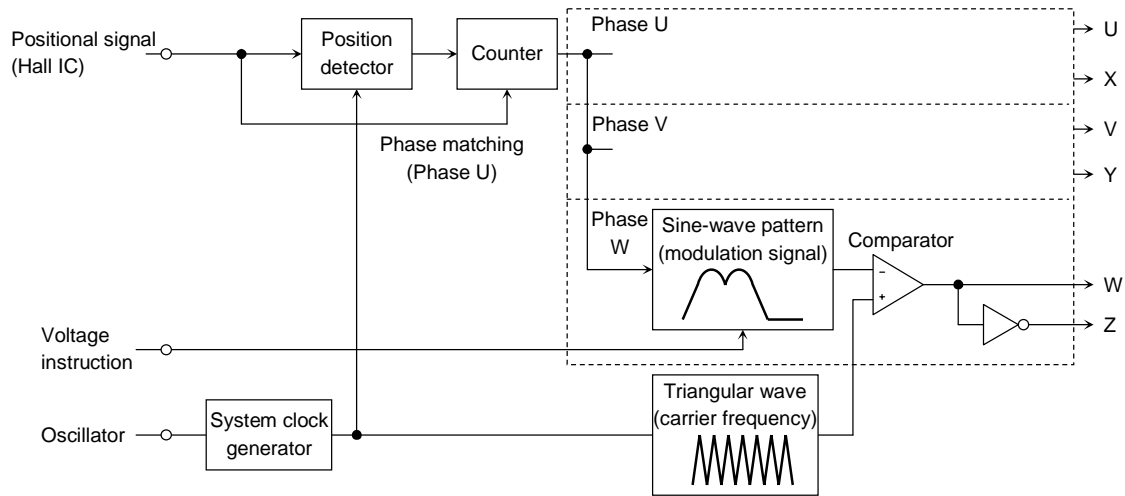 Positional signal
(Hall IC)
Position
detector
Counter
Phase matching
(Phase U)
Phase U
Phase V
Phase
W
Sine-wave pattern
(modulation signal)
Comparator
−
+
U
X
V
Y
W
Z
Voltage
instruction
Oscillator
System clock
generator
Triangular wave
(carrier frequency)